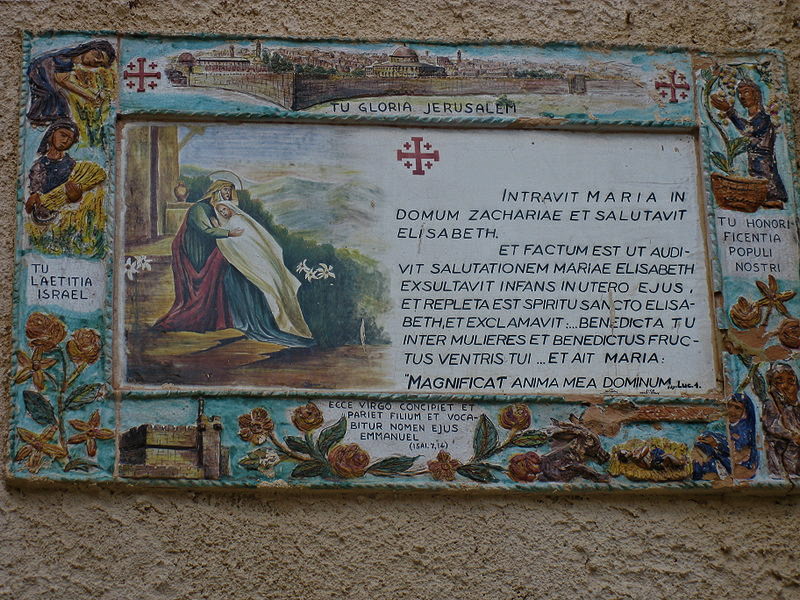 TU GLORIA JERUSALEM
INTRAVIT MARIA IN
DOMUM ZACHARIAE ET SALUTAVIT
ELISABETH.
ET FACTUM EST UT AUDI-
VIT SALUTATIONEM MARIAE ELISABETH
EXSULTAVIT INFANS IN UTERO EJUS,
ET REPLETA EST SPIRITU SANCTO ELISA-
BETH, ET EXCLAMAVIT:... BENEDICTA TU
INTER MULIERES ET BENEDICTUS FRUC-
TUS VENTRIS TUI ... ET AIT MARIA:
"MAGNIFICAT ANIMA MEA DOMINUM„ Luc. 1.
TU
LAETITIA
ISRAEL
TU HONORI-
FICENTIA
POPULI
NOSTRI
ECCE VIRGO CONCIPIET ET
PARIET FILIUM ET VOCA-
BITUR NOMEN EJUS
EMMANUEL
(ISAI. 7, 14)